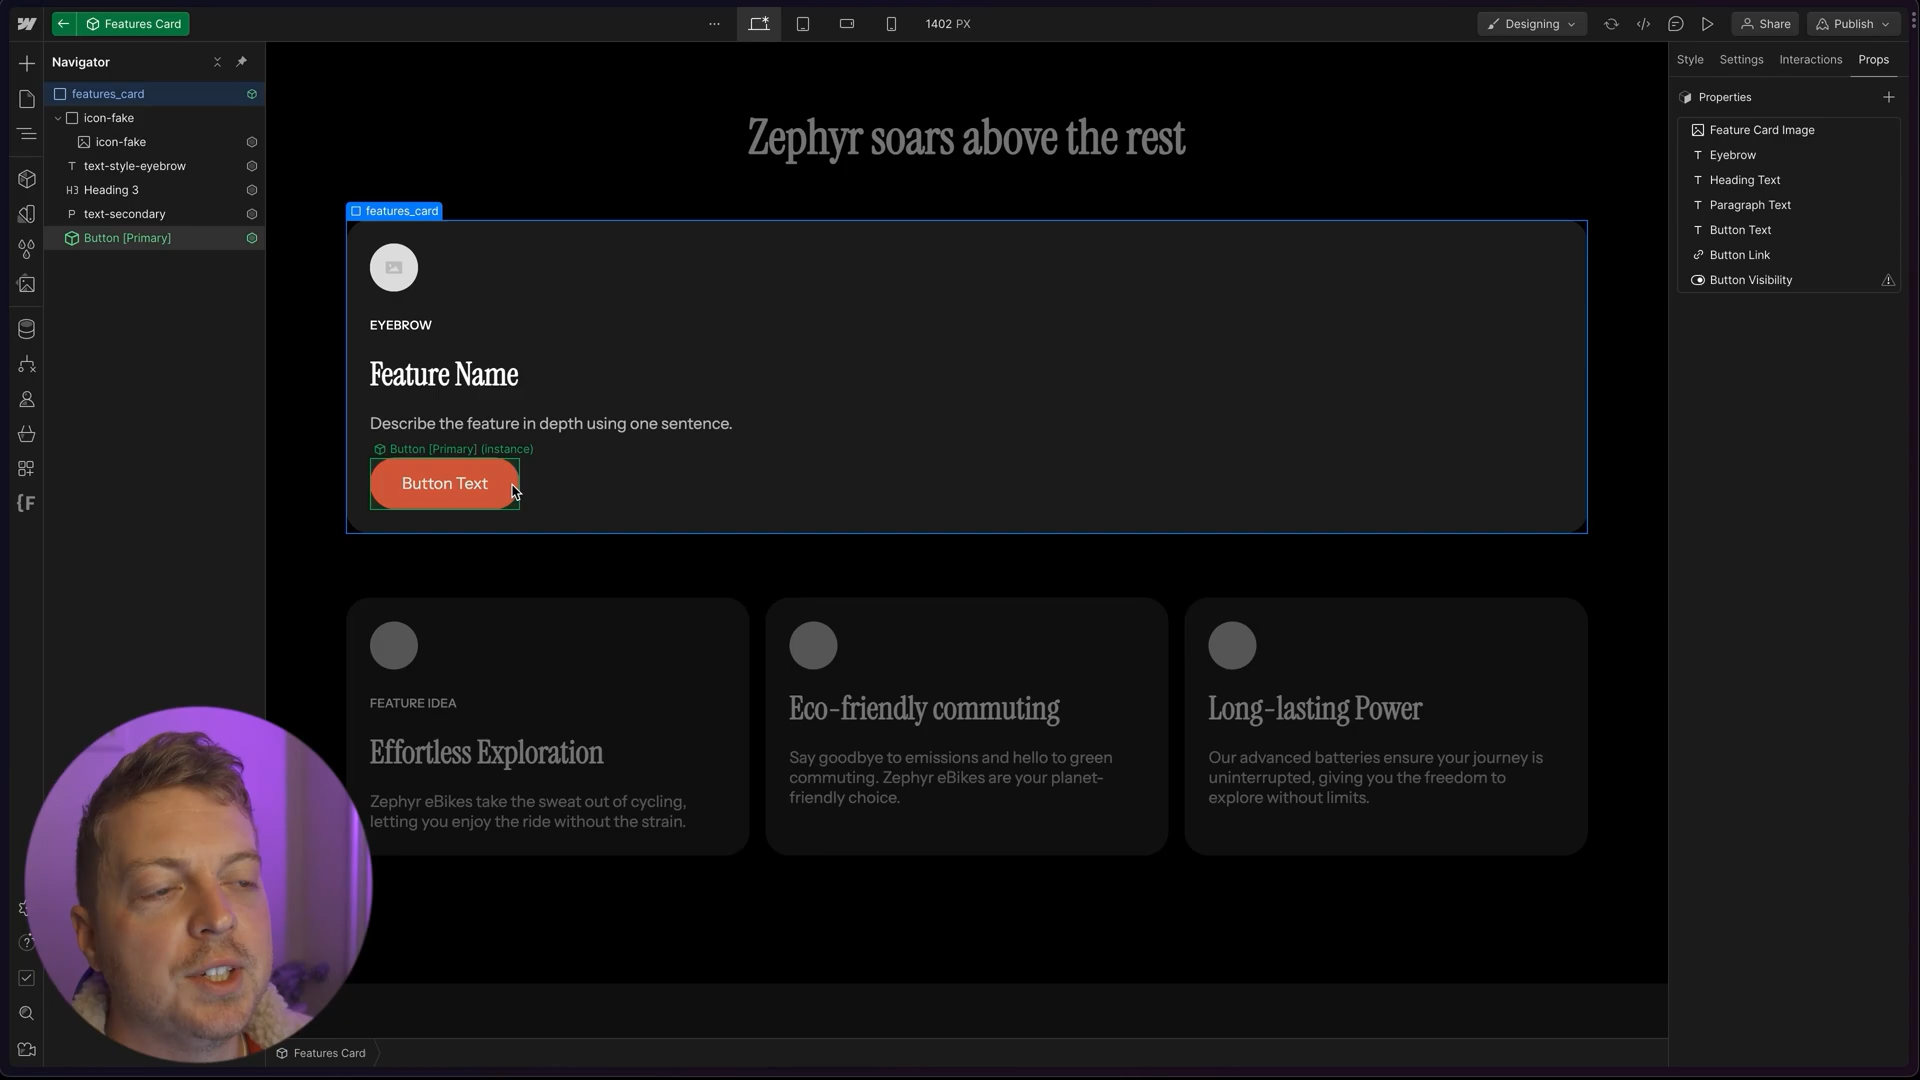 Features Card
1402 PX
Designing
Share
Publish
Navigator
features_card
icon-fake
icon-fake
T text-style-eyebrow
H3 Heading 3
P text-secondary
Button [Primary]
Style
Settings
Interactions
Props
Properties
Feature Card Image
T Eyebrow
T Heading Text
T Paragraph Text
T Button Text
Button Link
Button Visibility
Zephyr soars above the rest
features_card
EYEBROW
Feature Name
Describe the feature in depth using one sentence.
Button [Primary] (instance)
Button Text
FEATURE IDEA
Effortless Exploration
Zephyr eBikes take the sweat out of cycling,
letting you enjoy the ride without the strain.
Eco-friendly commuting
Say goodbye to emissions and hello to green
commuting. Zephyr eBikes are your planet-
friendly choice.
Long-lasting Power
Our advanced batteries ensure your journey is
uninterrupted, giving you the freedom to
explore without limits.
Features Card